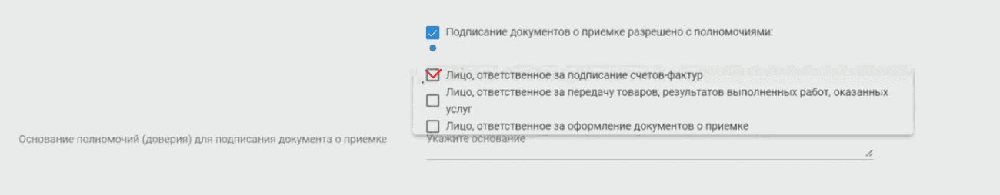 Подписание документов о приемке разрешено с полномочиями:
Лицо, ответственное за подписание счетов-фактур
Лицо, ответственное за передачу товаров, результатов выполненных работ, оказанных
услуг
Лицо, ответственное за оформление документов о приемке
Основание полномочий (доверия) для подписания документа о приемке
Укажите основание